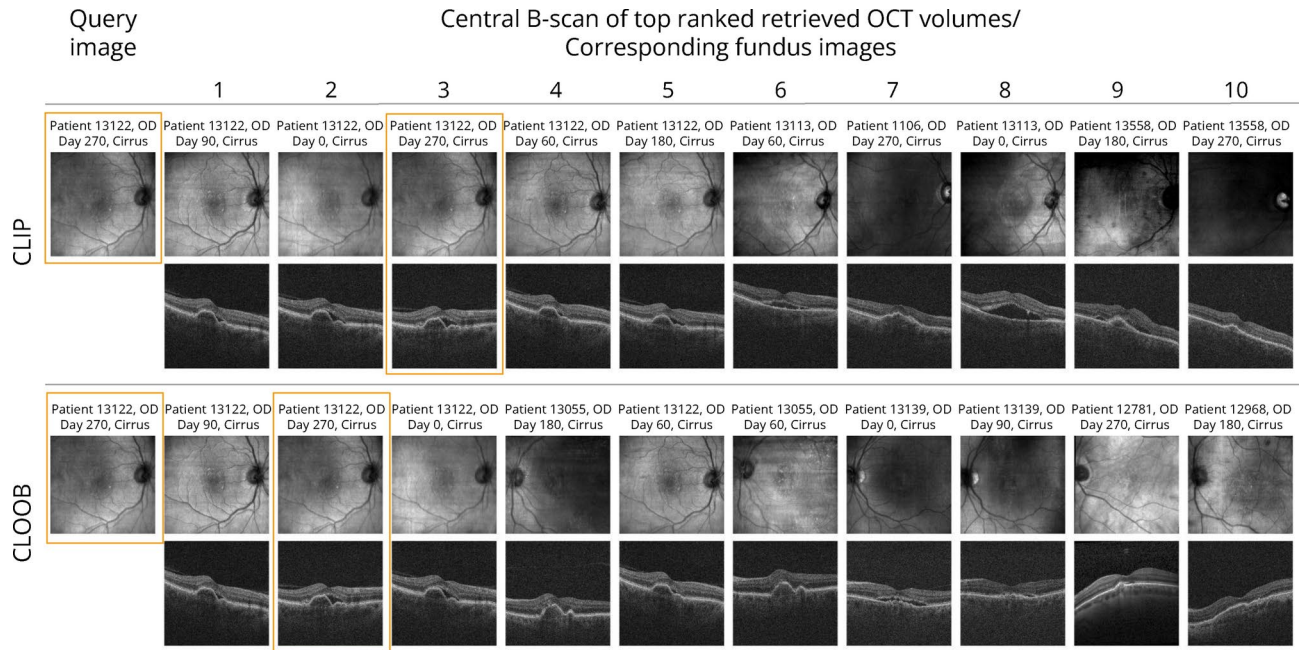 Query
image
Central B-scan of top ranked retrieved OCT volumes/
Corresponding fundus images
1 2 3 4 5 6 7 8 9 10
CLIP
Patient 13122, OD Patient 13122, OD Patient 13122, OD Patient 13122, OD Patient 13122, OD Patient 13122, OD Patient 13113, OD Patient 1106, OD Patient 13113, OD Patient 13558, OD Patient 13558, OD
Day 270, Cirrus Day 90, Cirrus Day 0, Cirrus Day 270, Cirrus Day 60, Cirrus Day 180, Cirrus Day 60, Cirrus Day 270, Cirrus Day 0, Cirrus Day 180, Cirrus Day 270, Cirrus
CLOOB
Patient 13122, OD Patient 13122, OD Patient 13122, OD Patient 13122, OD Patient 13055, OD Patient 13122, OD Patient 13055, OD Patient 13139, OD Patient 13139, OD Patient 12781, OD Patient 12968, OD
Day 270, Cirrus Day 90, Cirrus Day 270, Cirrus Day 0, Cirrus Day 180, Cirrus Day 60, Cirrus Day 60, Cirrus Day 0, Cirrus Day 90, Cirrus Day 270, Cirrus Day 180, Cirrus